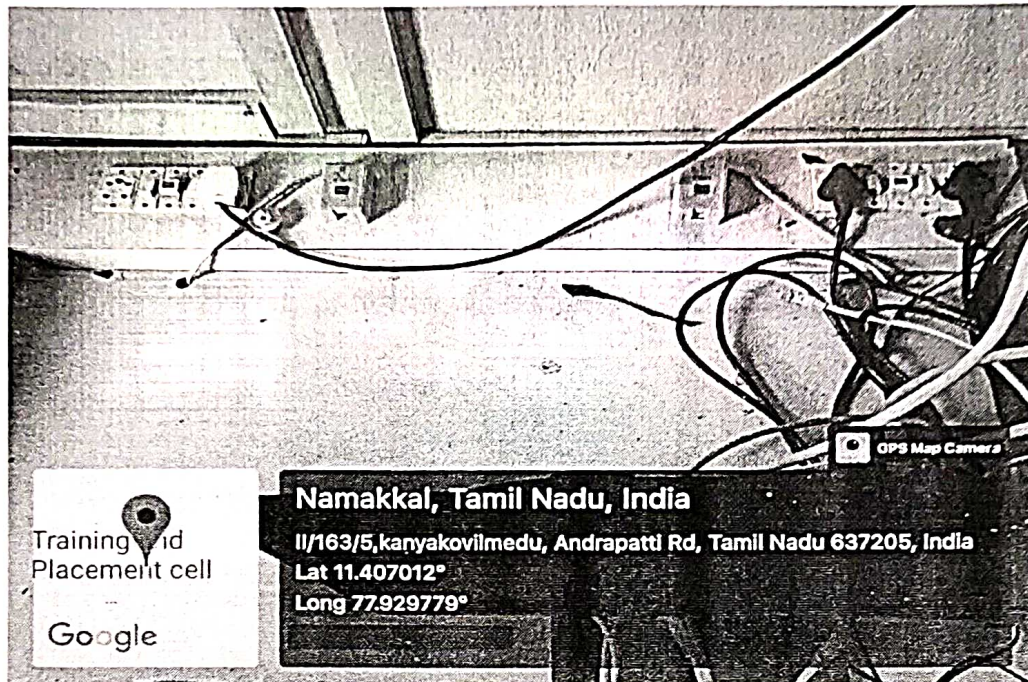 GPS Map Camera
Namakkal, Tamil Nadu, India
II/163/5,kanyakovilmedu, Andrapatti Rd, Tamil Nadu 637205, India
Lat 11.407012°
Long 77.929779°
Training
Placement cell
Google